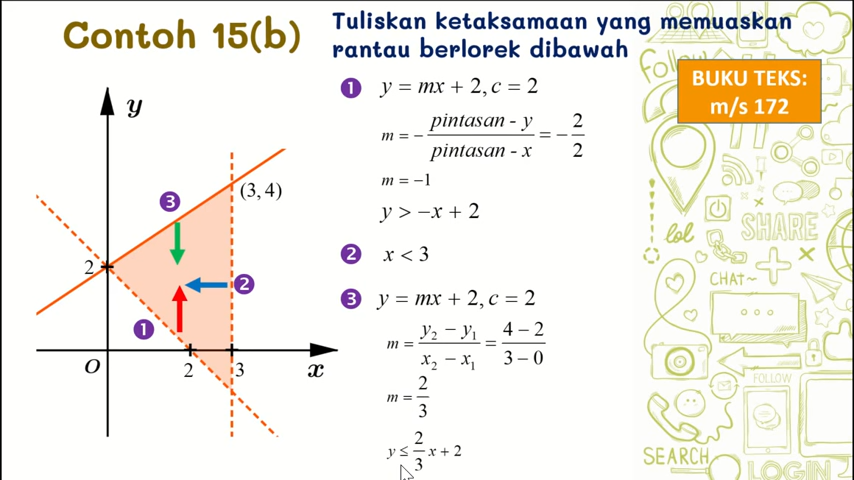 Contoh 15(b)
Tuliskan ketaksamaan yang memuaskan
rantau berlorek dibawah
BUKU TEKS:
m/s 172
1 y = mx + 2, c = 2
m = − pintasan - y / pintasan - x = − 2/2
m = −1
y > −x + 2
2 x < 3
3 y = mx + 2, c = 2
m = y₂ − y₁ / x₂ − x₁ = 4 − 2 / 3 − 0
m = 2/3
y ≤ 2/3 x + 2
y
(3, 4)
3
2
2
1
O
2
3
x
Follow
lol
SHARE
CHAT~
FOLLOW
SEARCH
LOGIN